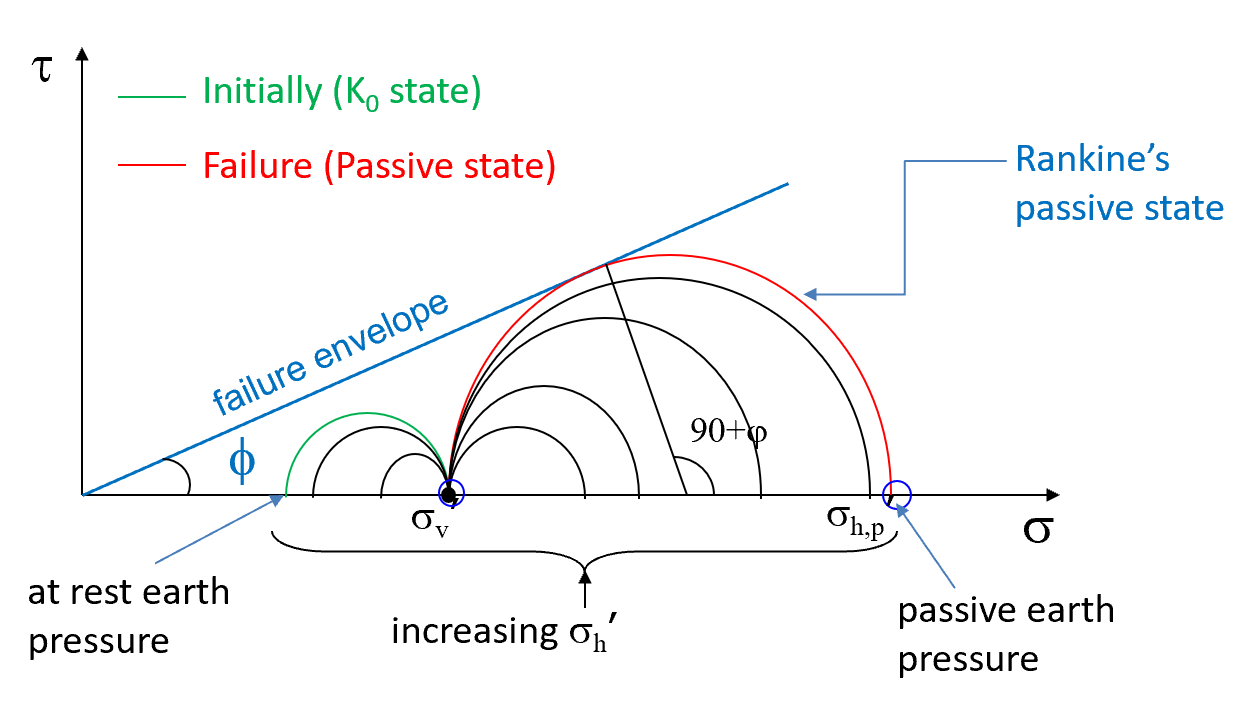 τ
Initially (K₀ state)
Failure (Passive state)
Rankine's
passive state
failure envelope
ϕ
90+φ
σᵥ′
σₕ,ₚ′
σ
at rest earth
pressure
increasing σₕ′
passive earth
pressure